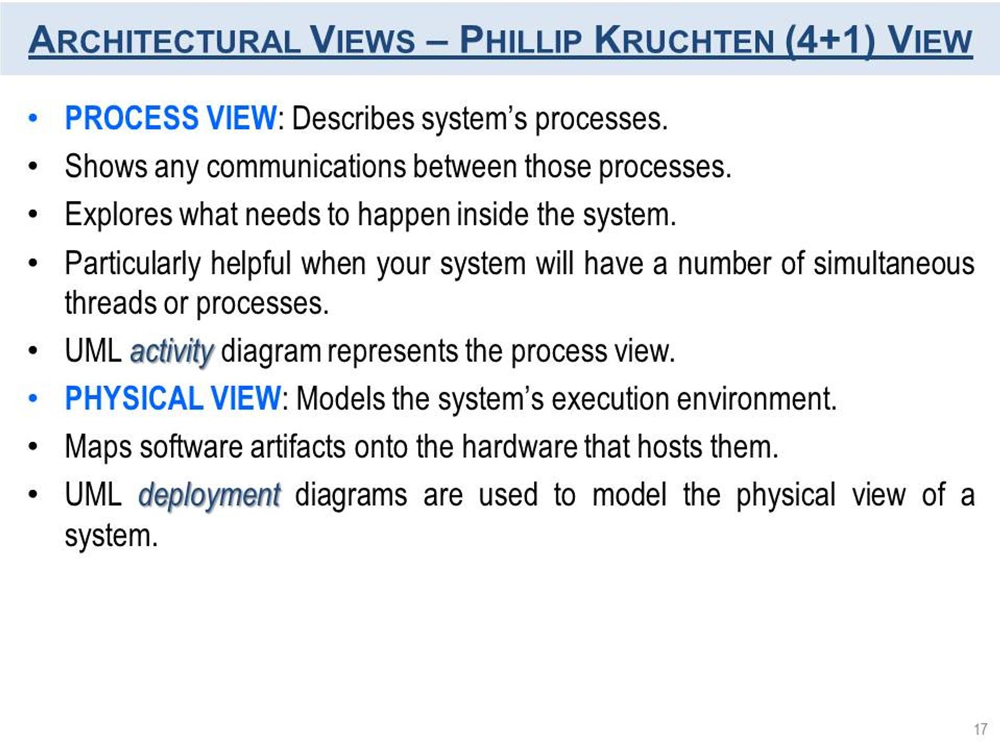 ARCHITECTURAL VIEWS – PHILLIP KRUCHTEN (4+1) VIEW
• PROCESS VIEW: Describes system’s processes.
• Shows any communications between those processes.
• Explores what needs to happen inside the system.
• Particularly helpful when your system will have a number of simultaneous
threads or processes.
• UML activity diagram represents the process view.
• PHYSICAL VIEW: Models the system’s execution environment.
• Maps software artifacts onto the hardware that hosts them.
• UML deployment diagrams are used to model the physical view of a
system.
17